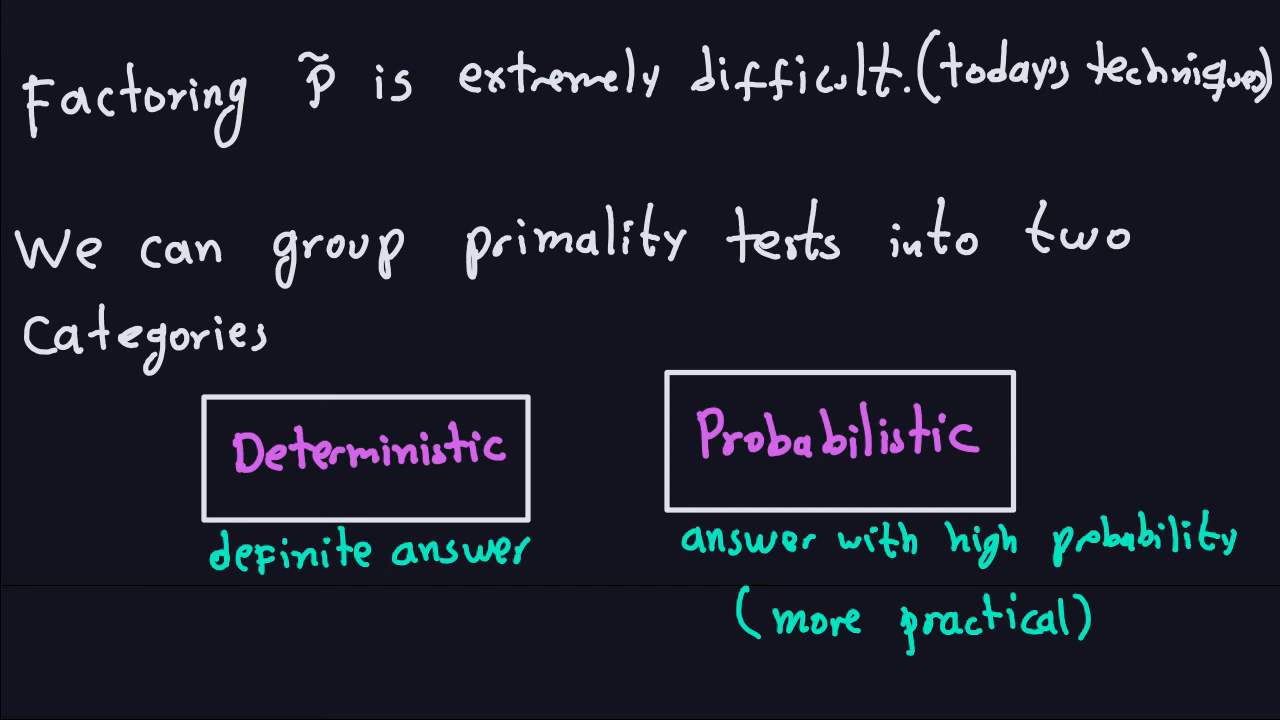 Factoring p̃ is extremely difficult. (today's techniques)
We can group primality tests into two
Categories
Deterministic
Probabilistic
definite answer
answer with high probability
(more practical)